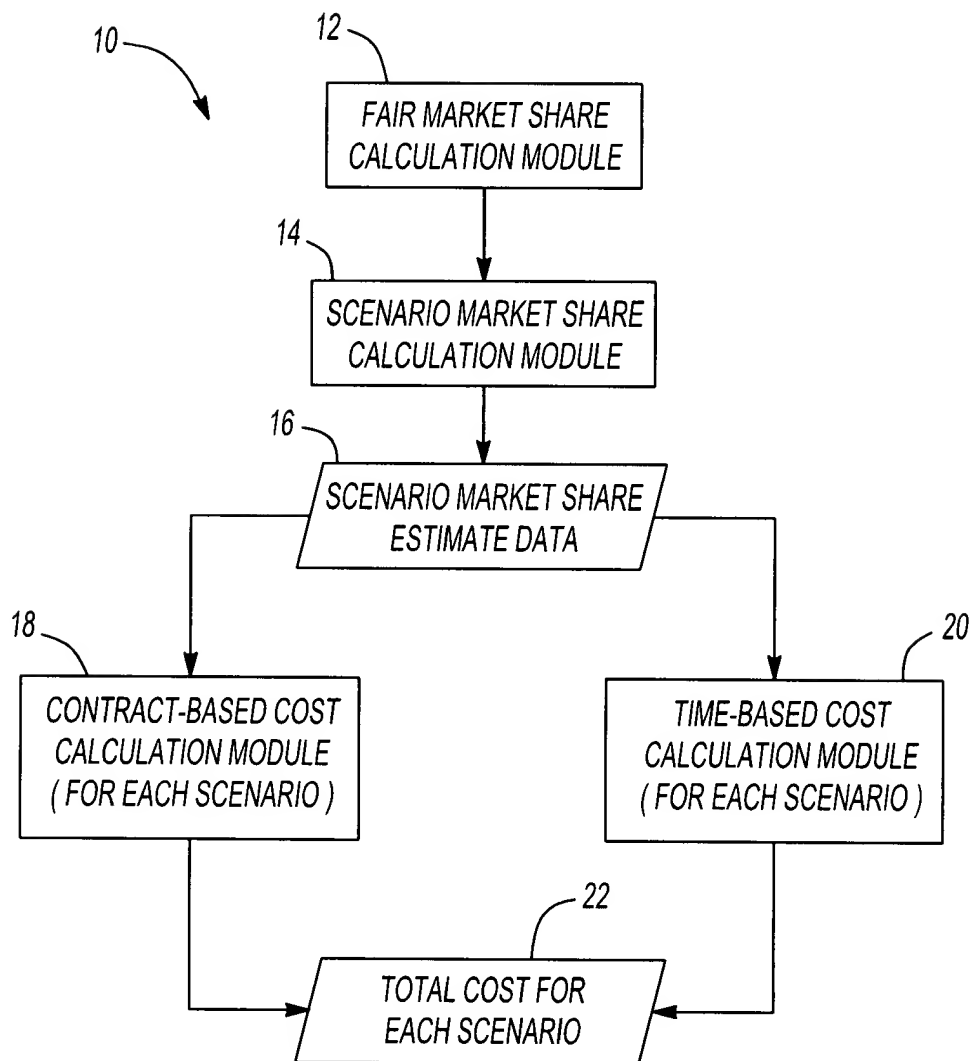 10
12
FAIR MARKET SHARE
CALCULATION MODULE
14
SCENARIO MARKET SHARE
CALCULATION MODULE
16
SCENARIO MARKET SHARE
ESTIMATE DATA
18
CONTRACT-BASED COST
CALCULATION MODULE
( FOR EACH SCENARIO )
20
TIME-BASED COST
CALCULATION MODULE
( FOR EACH SCENARIO )
22
TOTAL COST FOR
EACH SCENARIO